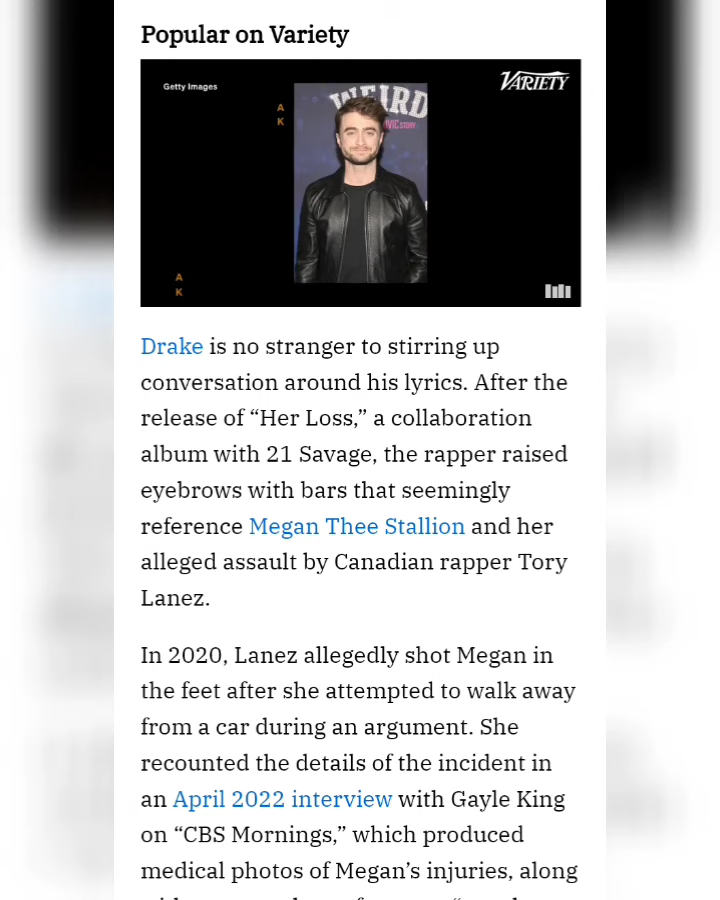 Popular on Variety
Getty Images
VARIETY
A
K
WEIRD
VIC STORY
A
K
Drake is no stranger to stirring up
conversation around his lyrics. After the
release of “Her Loss,” a collaboration
album with 21 Savage, the rapper raised
eyebrows with bars that seemingly
reference Megan Thee Stallion and her
alleged assault by Canadian rapper Tory
Lanez.
In 2020, Lanez allegedly shot Megan in
the feet after she attempted to walk away
from a car during an argument. She
recounted the details of the incident in
an April 2022 interview with Gayle King
on “CBS Mornings,” which produced
medical photos of Megan’s injuries, along